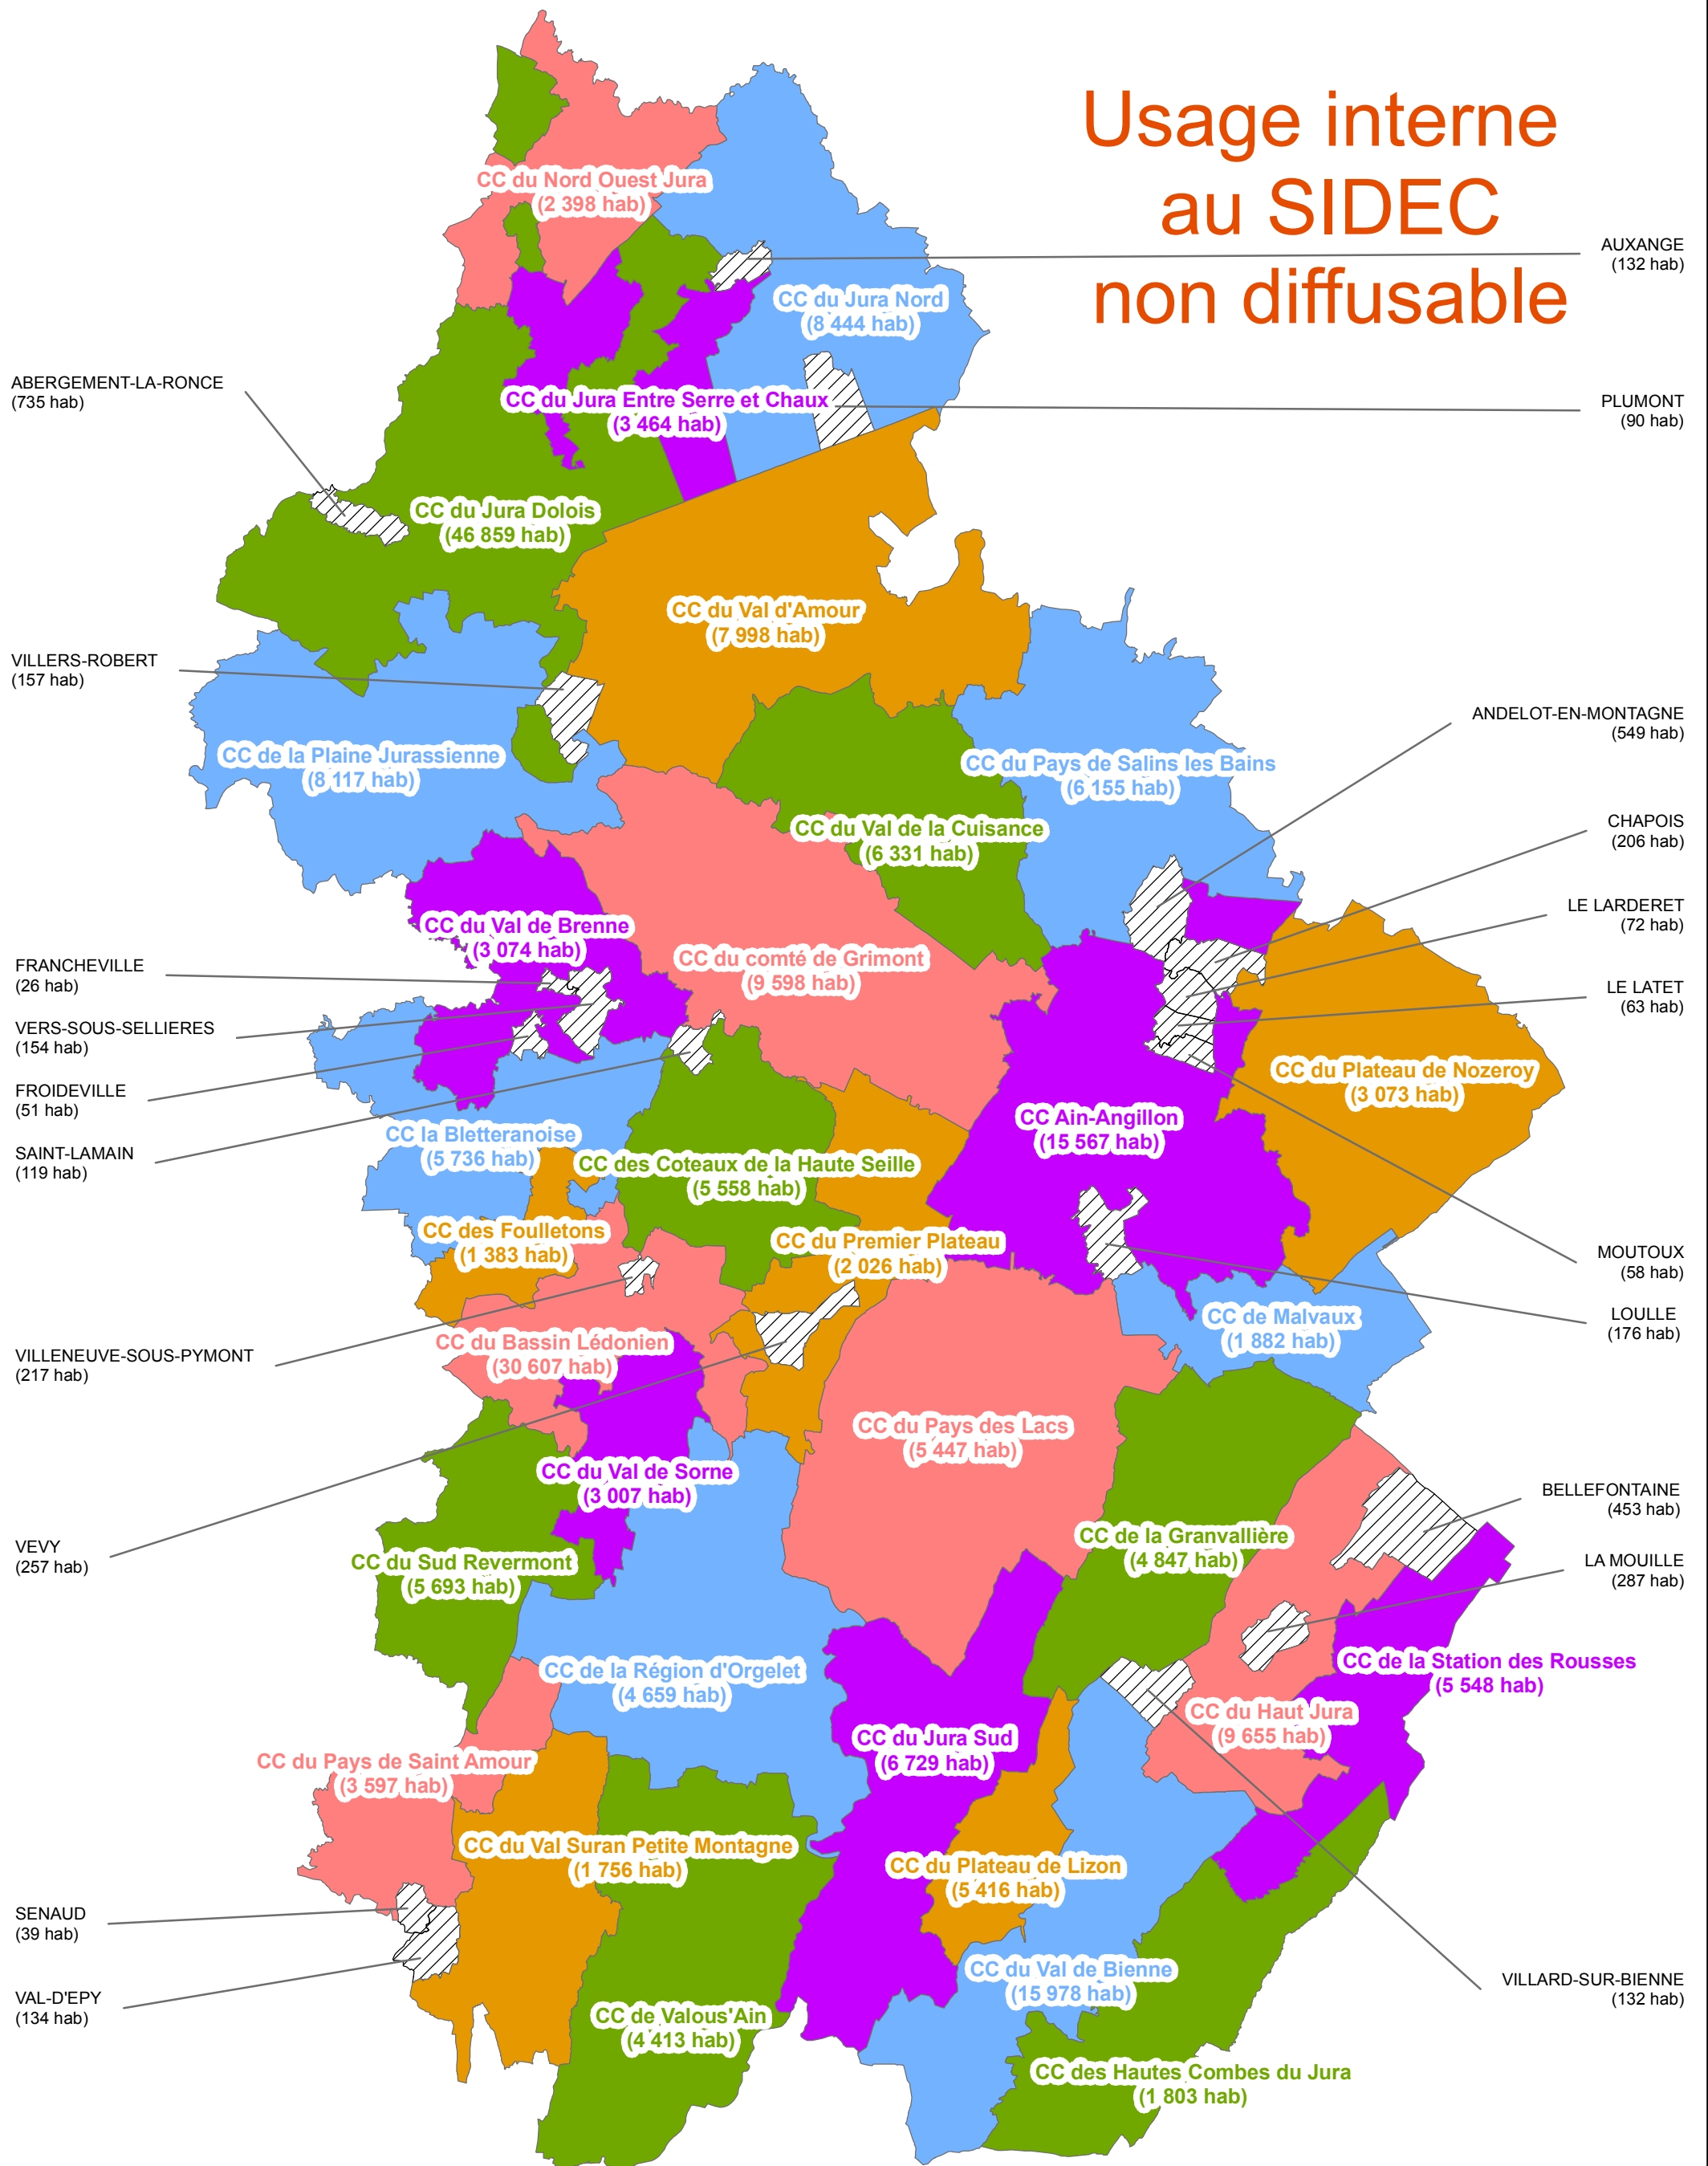 Usage interne
au SIDEC
non diffusable
CC du Nord Ouest Jura
(2 398 hab)
AUXANGE
(132 hab)
CC du Jura Nord
(8 444 hab)
ABERGEMENT-LA-RONCE
(735 hab)
CC du Jura Entre Serre et Chaux
(3 464 hab)
PLUMONT
(90 hab)
CC du Jura Dolois
(46 859 hab)
CC du Val d'Amour
(7 998 hab)
VILLERS-ROBERT
(157 hab)
ANDELOT-EN-MONTAGNE
(549 hab)
CC de la Plaine Jurassienne
(8 117 hab)
CC du Pays de Salins les Bains
(6 155 hab)
CHAPOIS
(206 hab)
CC du Val de la Cuisance
(6 331 hab)
LE LARDERET
(72 hab)
CC du Val de Brenne
(3 074 hab)
FRANCHEVILLE
(26 hab)
CC du comté de Grimont
(9 598 hab)
LE LATET
(63 hab)
VERS-SOUS-SELLIERES
(154 hab)
CC du Plateau de Nozeroy
(3 073 hab)
FROIDEVILLE
(51 hab)
CC Ain-Angillon
(15 567 hab)
CC la Bletteranoise
(5 736 hab)
SAINT-LAMAIN
(119 hab)
CC des Coteaux de la Haute Seille
(5 558 hab)
CC des Foulletons
(1 383 hab)
CC du Premier Plateau
(2 026 hab)
MOUTOUX
(58 hab)
LOULLE
(176 hab)
CC de Malvaux
(1 882 hab)
CC du Bassin Lédonien
(30 607 hab)
VILLENEUVE-SOUS-PYMONT
(217 hab)
CC du Pays des Lacs
(5 447 hab)
CC du Val de Sorne
(3 007 hab)
BELLEFONTAINE
(453 hab)
CC de la Granvallière
(4 847 hab)
VEVY
(257 hab)
CC du Sud Revermont
(5 693 hab)
LA MOUILLE
(287 hab)
CC de la Région d'Orgelet
(4 659 hab)
CC de la Station des Rousses
(5 548 hab)
CC du Haut Jura
(9 655 hab)
CC du Jura Sud
(6 729 hab)
CC du Pays de Saint Amour
(3 597 hab)
CC du Val Suran Petite Montagne
(1 756 hab)
CC du Plateau de Lizon
(5 416 hab)
SENAUD
(39 hab)
CC du Val de Bienne
(15 978 hab)
VILLARD-SUR-BIENNE
(132 hab)
VAL-D'EPY
(134 hab)
CC de Valous'Ain
(4 413 hab)
CC des Hautes Combes du Jura
(1 803 hab)